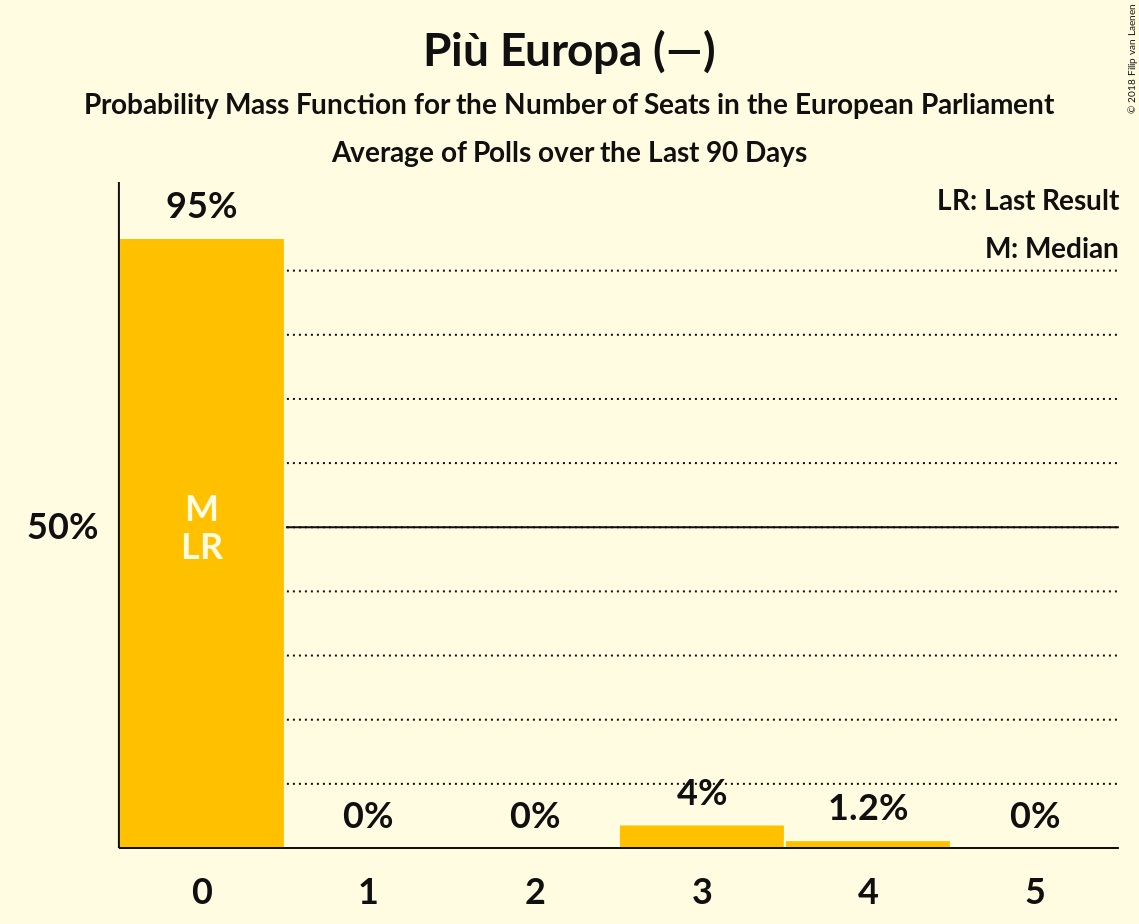 Più Europa (—)
Probability Mass Function for the Number of Seats in the European Parliament
Average of Polls over the Last 90 Days
© 2018 Filip van Laenen
LR: Last Result
M: Median
95%
50%
M
LR
0%
0%
4%
1.2%
0%
0
1
2
3
4
5